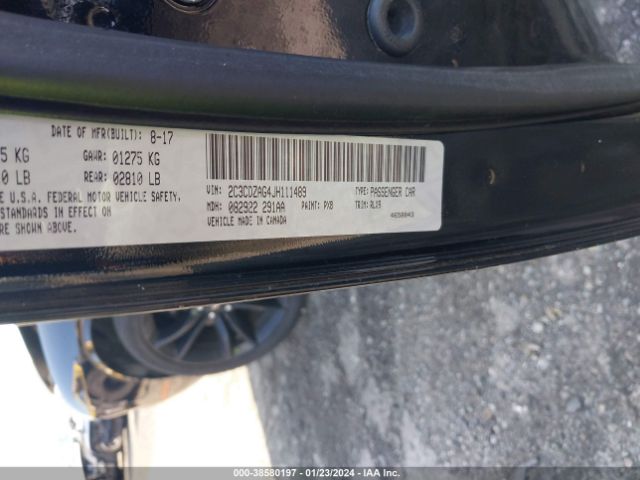 DATE OF MFR(BUILT): 8-17
5 KG GAWR: 01275 KG
0 LB REAR: 02810 LB
E U.S.A. FEDERAL MOTOR VEHICLE SAFETY.
STANDARDS IN EFFECT ON
RE SHOWN ABOVE.
VIN: 2C3CDZAG4JH111489 TYPE: PASSENGER CAR
MDH: 082922 291AA PAINT: PX8 TRIM: RLX9
VEHICLE MADE IN CANADA
000-38580197 - 01/23/2024 - IAA Inc.